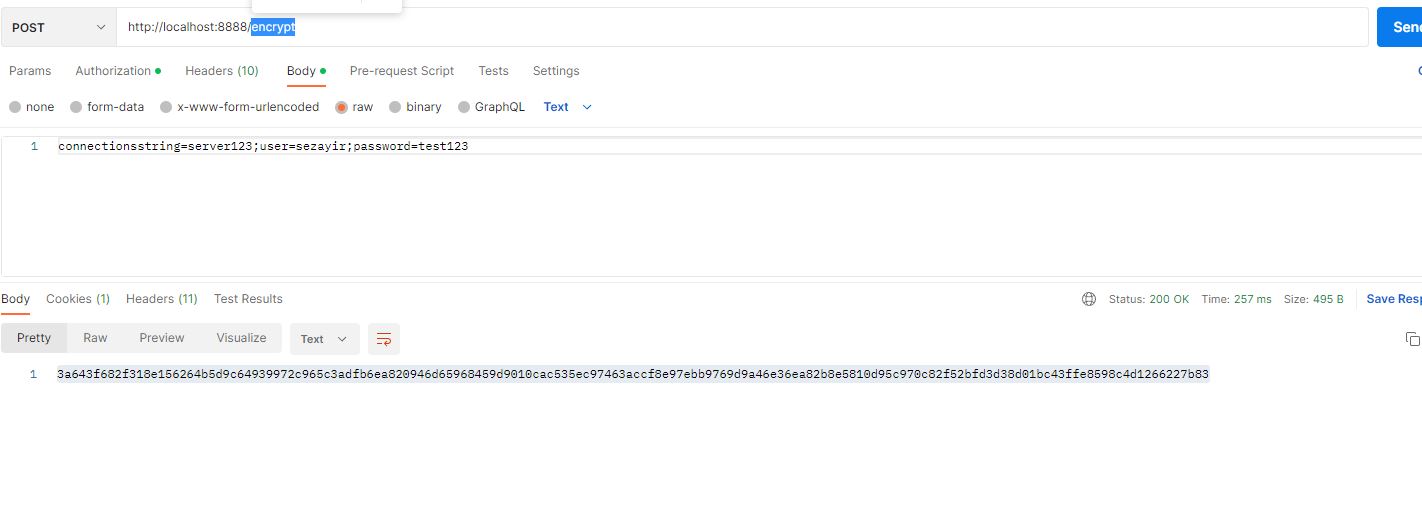 POST http://localhost:8888/encrypt Send
Params Authorization Headers (10) Body Pre-request Script Tests Settings
none form-data x-www-form-urlencoded raw binary GraphQL Text
1 connectionsstring=server123;user=sezayir;password=test123
Body Cookies (1) Headers (11) Test Results Status: 200 OK Time: 257 ms Size: 495 B Save Resp
Pretty Raw Preview Visualize Text
1 3a643f682f318e156264b5d9c64939972c965c3adfb6ea820946d65968459d9010cac535ec97463accf8e97ebb9769d9a46e36ea82b8e5810d95c970c82f52bfd3d38d01bc43ffe8598c4d1266227b83